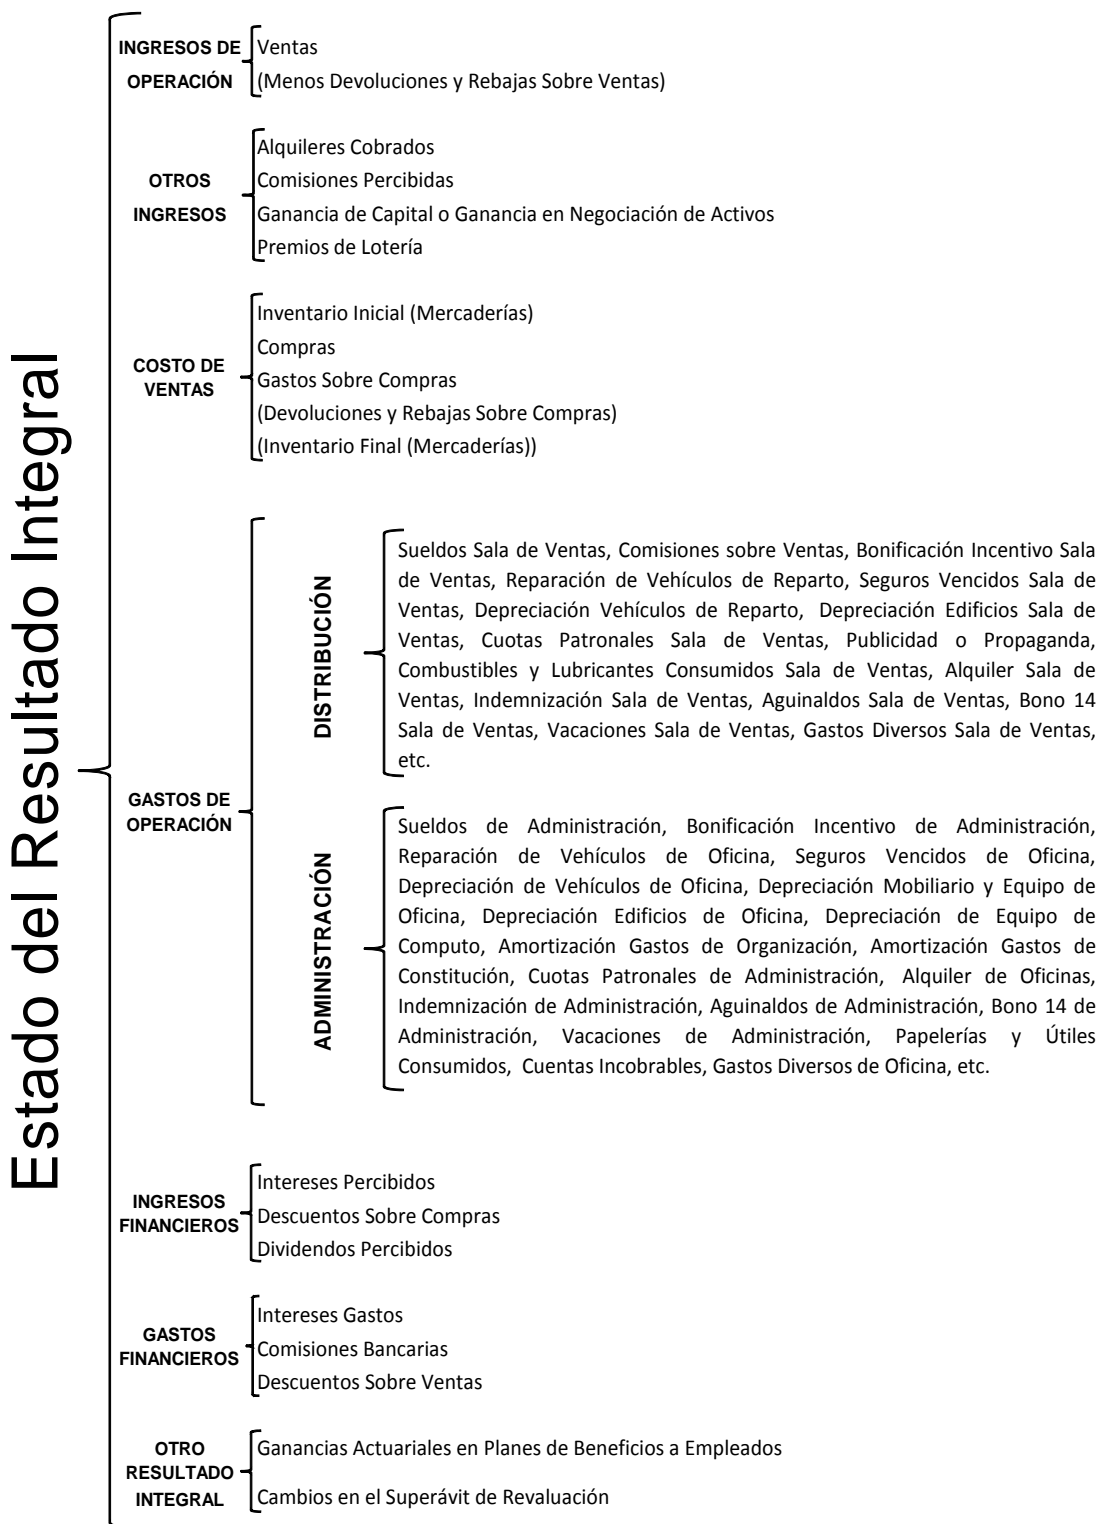 Estado del Resultado Integral
INGRESOS DE
OPERACIÓN
Ventas
(Menos Devoluciones y Rebajas Sobre Ventas)
OTROS
INGRESOS
Alquileres Cobrados
Comisiones Percibidas
Ganancia de Capital o Ganancia en Negociación de Activos
Premios de Lotería
COSTO DE
VENTAS
Inventario Inicial (Mercaderías)
Compras
Gastos Sobre Compras
(Devoluciones y Rebajas Sobre Compras)
(Inventario Final (Mercaderías))
GASTOS DE
OPERACIÓN
DISTRIBUCIÓN
Sueldos Sala de Ventas, Comisiones sobre Ventas, Bonificación Incentivo Sala
de Ventas, Reparación de Vehículos de Reparto, Seguros Vencidos Sala de
Ventas, Depreciación Vehículos de Reparto, Depreciación Edificios Sala de
Ventas, Cuotas Patronales Sala de Ventas, Publicidad o Propaganda,
Combustibles y Lubricantes Consumidos Sala de Ventas, Alquiler Sala de
Ventas, Indemnización Sala de Ventas, Aguinaldos Sala de Ventas, Bono 14
Sala de Ventas, Vacaciones Sala de Ventas, Gastos Diversos Sala de Ventas,
etc.
ADMINISTRACIÓN
Sueldos de Administración, Bonificación Incentivo de Administración,
Reparación de Vehículos de Oficina, Seguros Vencidos de Oficina,
Depreciación de Vehículos de Oficina, Depreciación Mobiliario y Equipo de
Oficina, Depreciación Edificios de Oficina, Depreciación de Equipo de
Computo, Amortización Gastos de Organización, Amortización Gastos de
Constitución, Cuotas Patronales de Administración, Alquiler de Oficinas,
Indemnización de Administración, Aguinaldos de Administración, Bono 14 de
Administración, Vacaciones de Administración, Papelerías y Útiles
Consumidos, Cuentas Incobrables, Gastos Diversos de Oficina, etc.
INGRESOS
FINANCIEROS
Intereses Percibidos
Descuentos Sobre Compras
Dividendos Percibidos
GASTOS
FINANCIEROS
Intereses Gastos
Comisiones Bancarias
Descuentos Sobre Ventas
OTRO
RESULTADO
INTEGRAL
Ganancias Actuariales en Planes de Beneficios a Empleados
Cambios en el Superávit de Revaluación